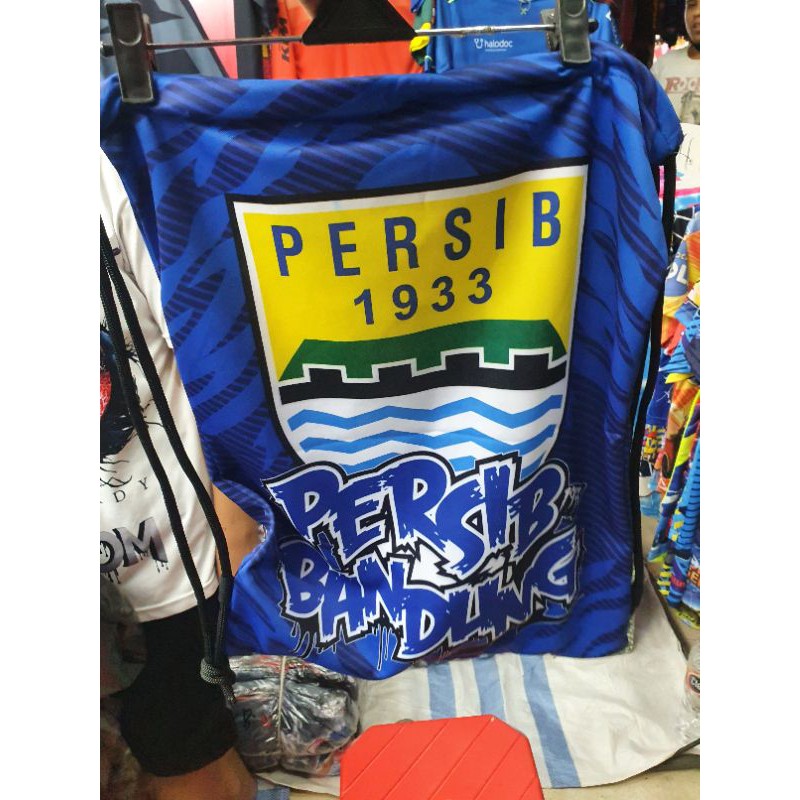 halodoc
PERSIB
1933
PERSIB
BANDUNG